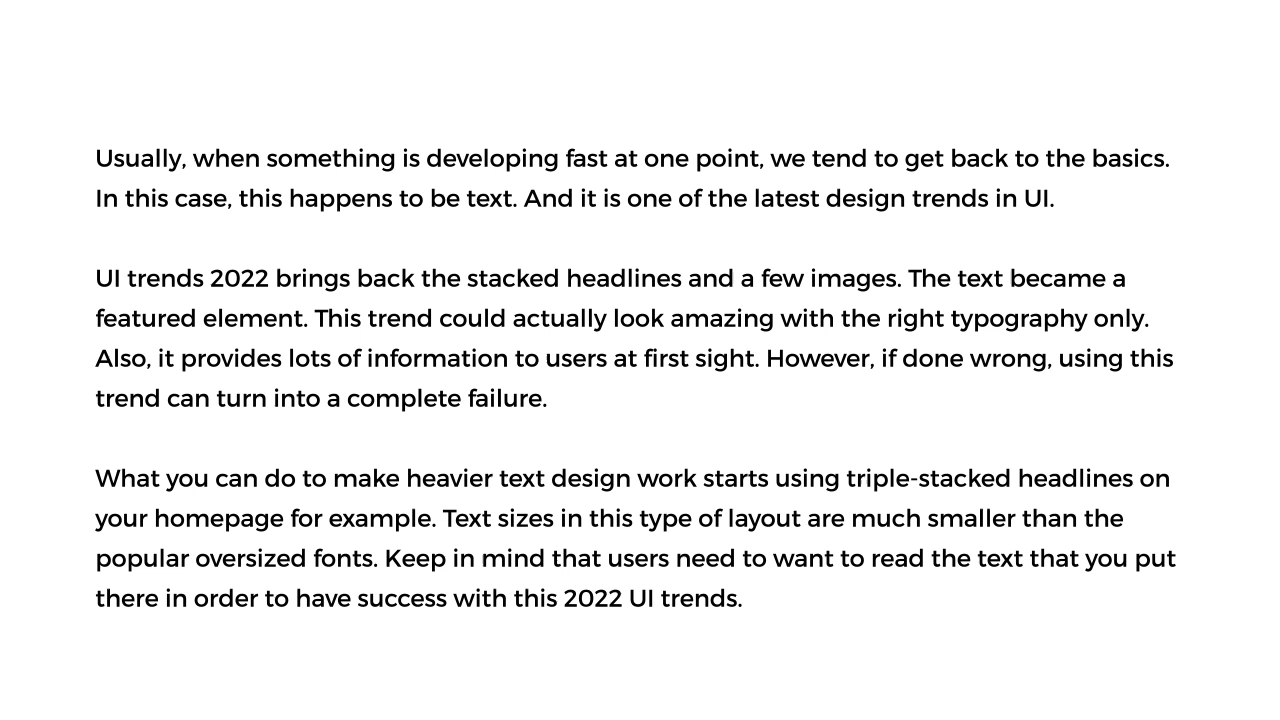 Usually, when something is developing fast at one point, we tend to get back to the basics.
In this case, this happens to be text. And it is one of the latest design trends in UI.
UI trends 2022 brings back the stacked headlines and a few images. The text became a
featured element. This trend could actually look amazing with the right typography only.
Also, it provides lots of information to users at first sight. However, if done wrong, using this
trend can turn into a complete failure.
What you can do to make heavier text design work starts using triple-stacked headlines on
your homepage for example. Text sizes in this type of layout are much smaller than the
popular oversized fonts. Keep in mind that users need to want to read the text that you put
there in order to have success with this 2022 UI trends.